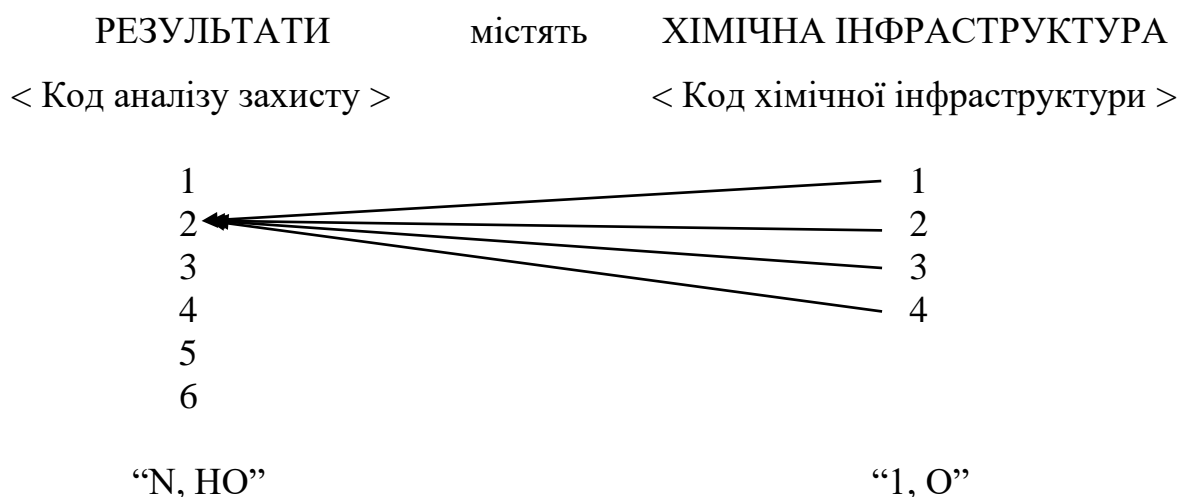 РЕЗУЛЬТАТИ містять ХІМІЧНА ІНФРАСТРУКТУРА
< Код аналізу захисту > < Код хімічної інфраструктури >
1 1
2 2
3 3
4 4
5
6
“N, НО” “1, О”